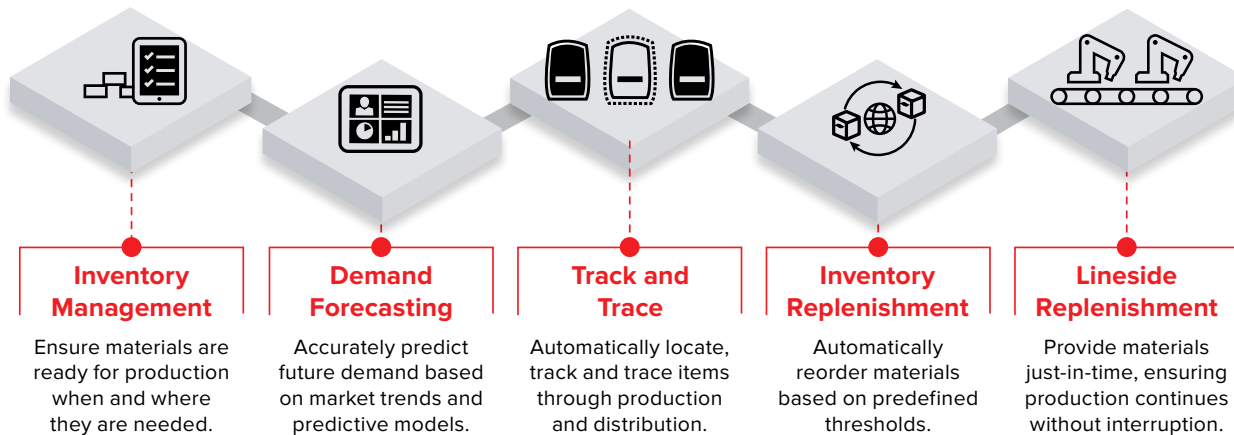 Inventory
Management
Ensure materials are
ready for production
when and where
they are needed.
Demand
Forecasting
Accurately predict
future demand based
on market trends and
predictive models.
Track and
Trace
Automatically locate,
track and trace items
through production
and distribution.
Inventory
Replenishment
Automatically
reorder materials
based on predefined
thresholds.
Lineside
Replenishment
Provide materials
just-in-time, ensuring
production continues
without interruption.